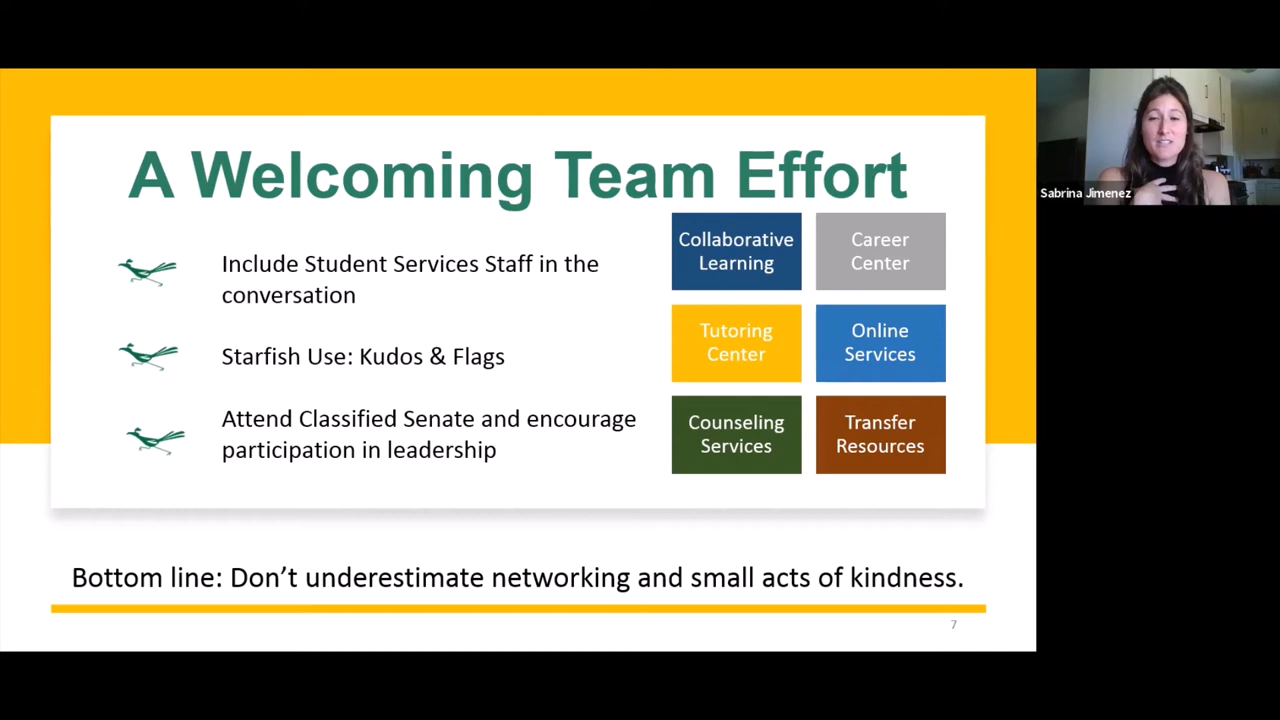 A Welcoming Team Effort
Include Student Services Staff in the
conversation
Starfish Use: Kudos & Flags
Attend Classified Senate and encourage
participation in leadership
Collaborative
Learning
Career
Center
Tutoring
Center
Online
Services
Counseling
Services
Transfer
Resources
Bottom line: Don’t underestimate networking and small acts of kindness.
7
Sabrina Jimenez